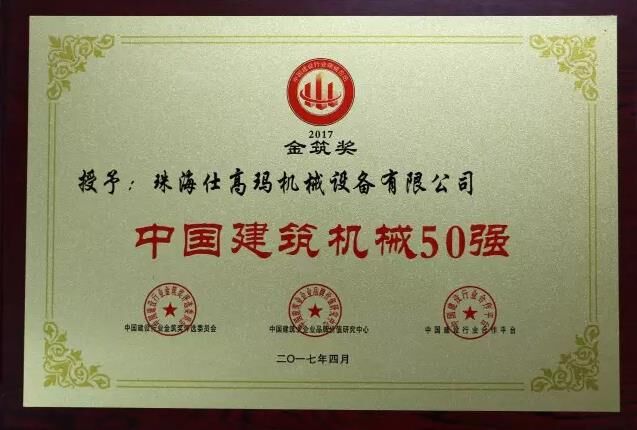 2017
金筑奖
授予：珠海仕高玛机械设备有限公司
中国建筑机械50强
中国建设行业金筑奖评选委员会
中国建筑业企业品牌价值研究中心
中国建设行业合作平台
二〇一七年四月